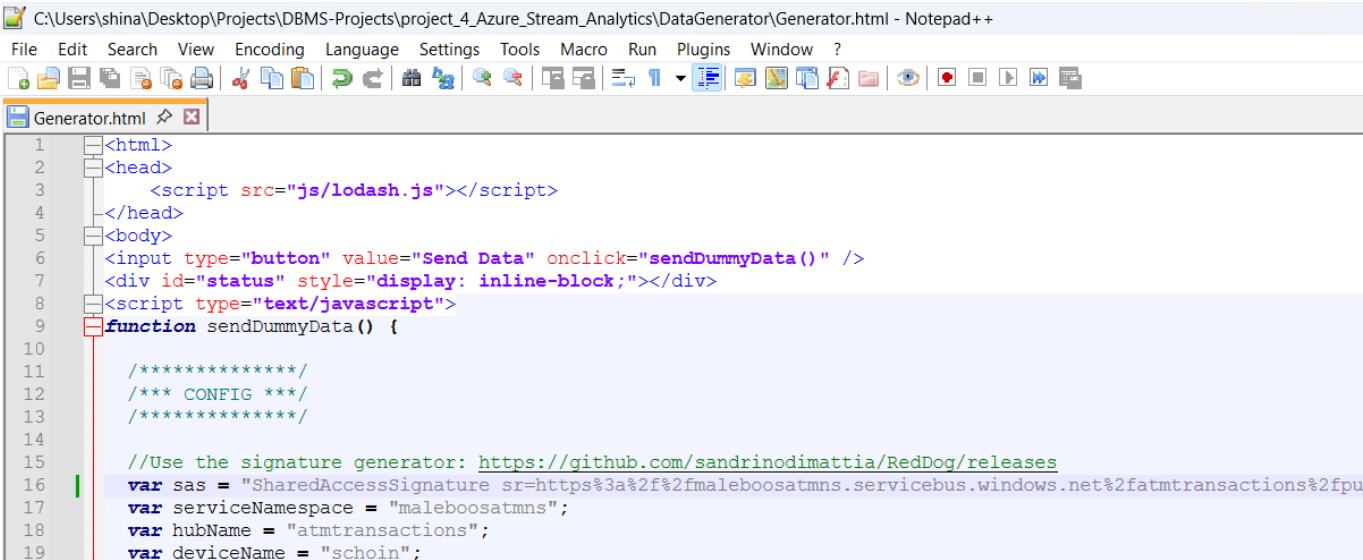 C:\Users\shina\Desktop\Projects\DBMS-Projects\project_4_Azure_Stream_Analytics\DataGenerator\Generator.html - Notepad++
File Edit Search View Encoding Language Settings Tools Macro Run Plugins Window ?
Generator.html
1 <html>
2 <head>
3 <script src="js/lodash.js"></script>
4 </head>
5 <body>
6 <input type="button" value="Send Data" onclick="sendDummyData()" />
7 <div id="status" style="display: inline-block;"></div>
8 <script type="text/javascript">
9 function sendDummyData() {
10
11 /**************/
12 /*** CONFIG ***/
13 /**************/
14
15 //Use the signature generator: https://github.com/sandrinodimattia/RedDog/releases
16 var sas = "SharedAccessSignature sr=https%3a%2f%2fmaleboosatmns.servicebus.windows.net%2fatmtransactions%2fpu
17 var serviceNamespace = "maleboosatmns";
18 var hubName = "atmtransactions";
19 var deviceName = "schoin";